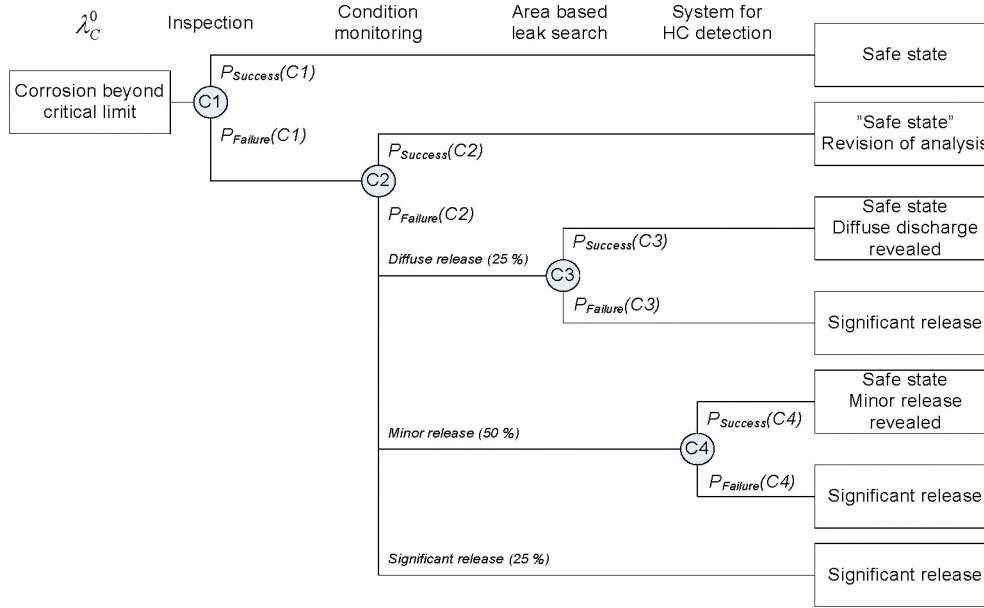 λ⁰_C
Inspection
Condition
monitoring
Area based
leak search
System for
HC detection
Corrosion beyond
critical limit
C1
P_Success(C1)
P_Failure(C1)
Safe state
C2
P_Success(C2)
P_Failure(C2)
"Safe state"
Revision of analysis
Diffuse release (25 %)
C3
P_Success(C3)
P_Failure(C3)
Safe state
Diffuse discharge
revealed
Significant release
Minor release (50 %)
C4
P_Success(C4)
P_Failure(C4)
Safe state
Minor release
revealed
Significant release
Significant release (25 %)
Significant release